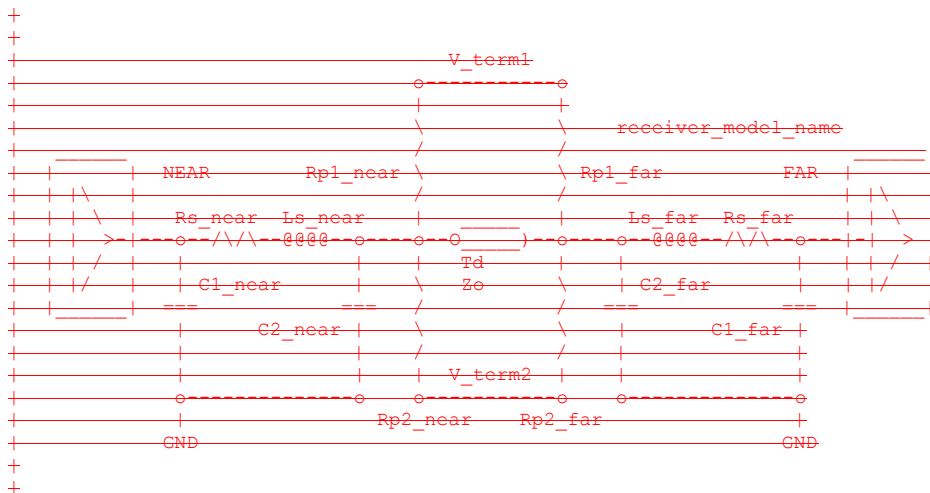 V_term1
receiver_model_name
NEAR Rp1_near Rp1_far FAR
Rs_near Ls_near Ls_far Rs_far
Td
C1_near Zo C2_far
C2_near C1_far
V_term2
Rp2_near Rp2_far
GND GND